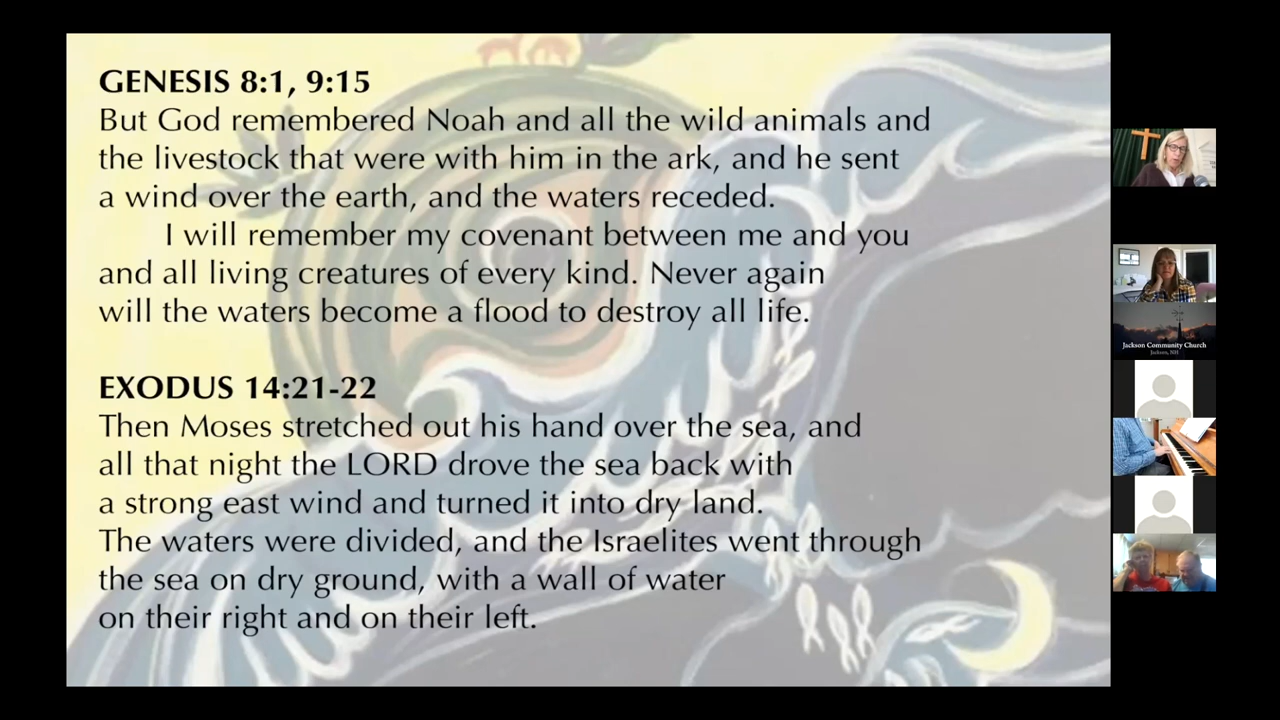 GENESIS 8:1, 9:15
But God remembered Noah and all the wild animals and
the livestock that were with him in the ark, and he sent
a wind over the earth, and the waters receded.
I will remember my covenant between me and you
and all living creatures of every kind. Never again
will the waters become a flood to destroy all life.
EXODUS 14:21-22
Then Moses stretched out his hand over the sea, and
all that night the LORD drove the sea back with
a strong east wind and turned it into dry land.
The waters were divided, and the Israelites went through
the sea on dry ground, with a wall of water
on their right and on their left.
Jackson Community Church
Jackson, NH